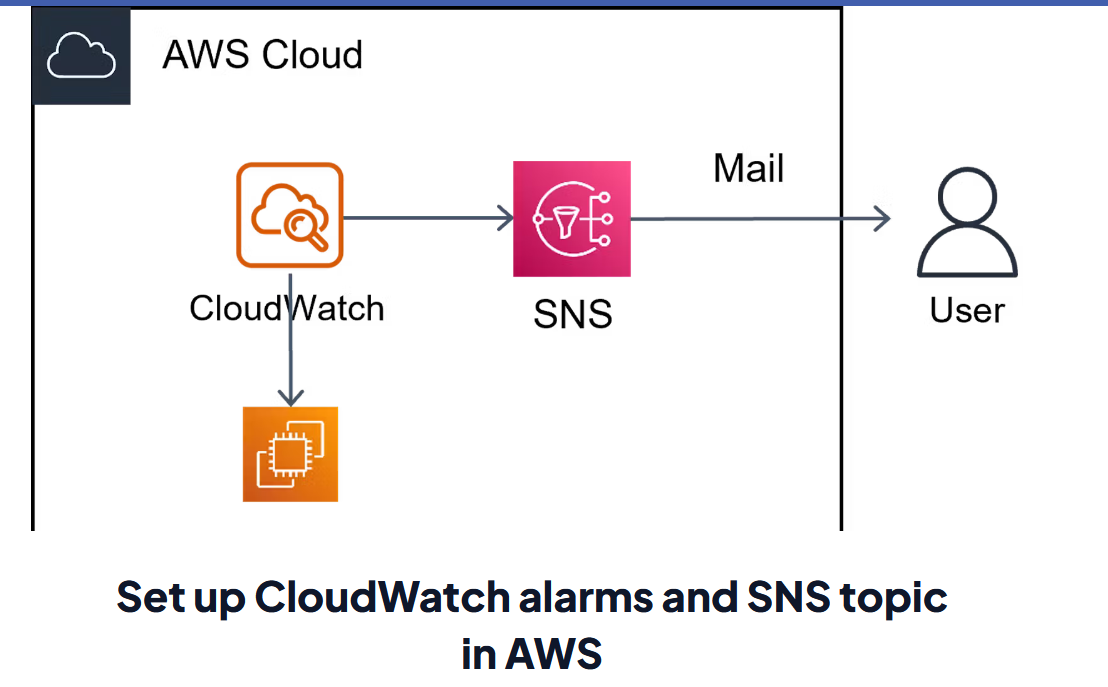 AWS Cloud
Mail
CloudWatch
SNS
User
Set up CloudWatch alarms and SNS topic
in AWS